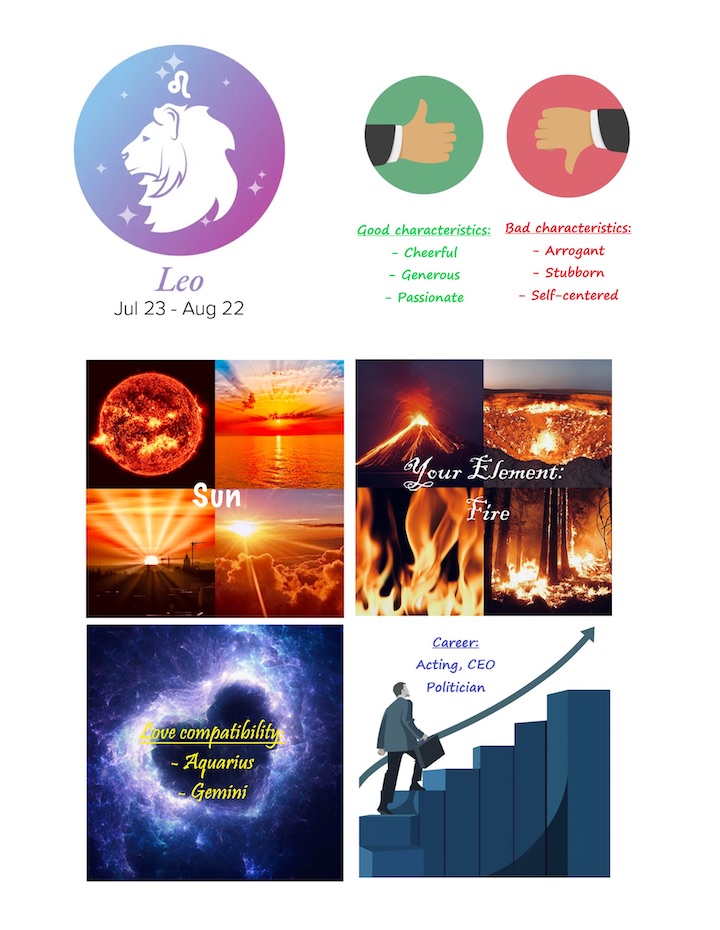 Leo
Jul 23 - Aug 22
Good characteristics:
- Cheerful
- Generous
- Passionate
Bad characteristics:
- Arrogant
- Stubborn
- Self-centered
Sun
Your Element:
Fire
Love compatibility:
- Aquarius
- Gemini
Career:
Acting, CEO
Politician